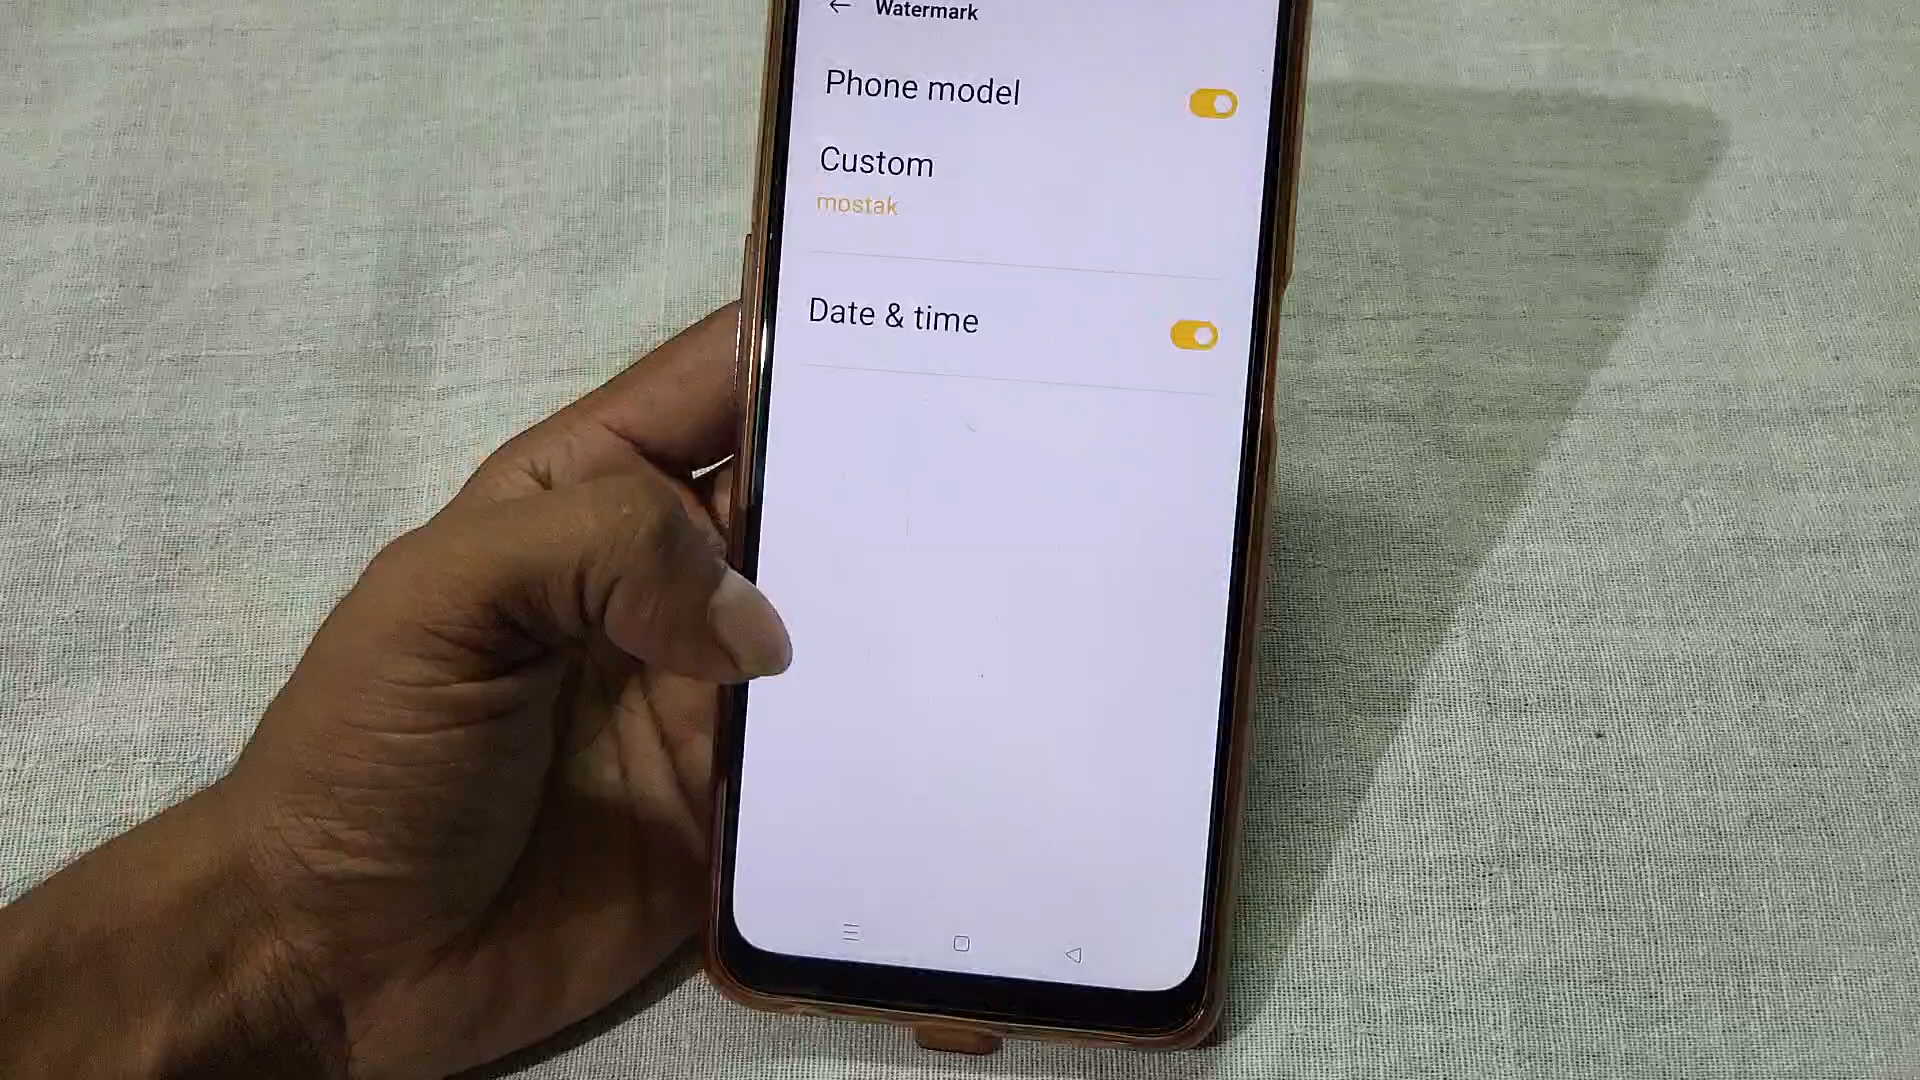 Watermark
Phone model
Custom
mostak
Date & time